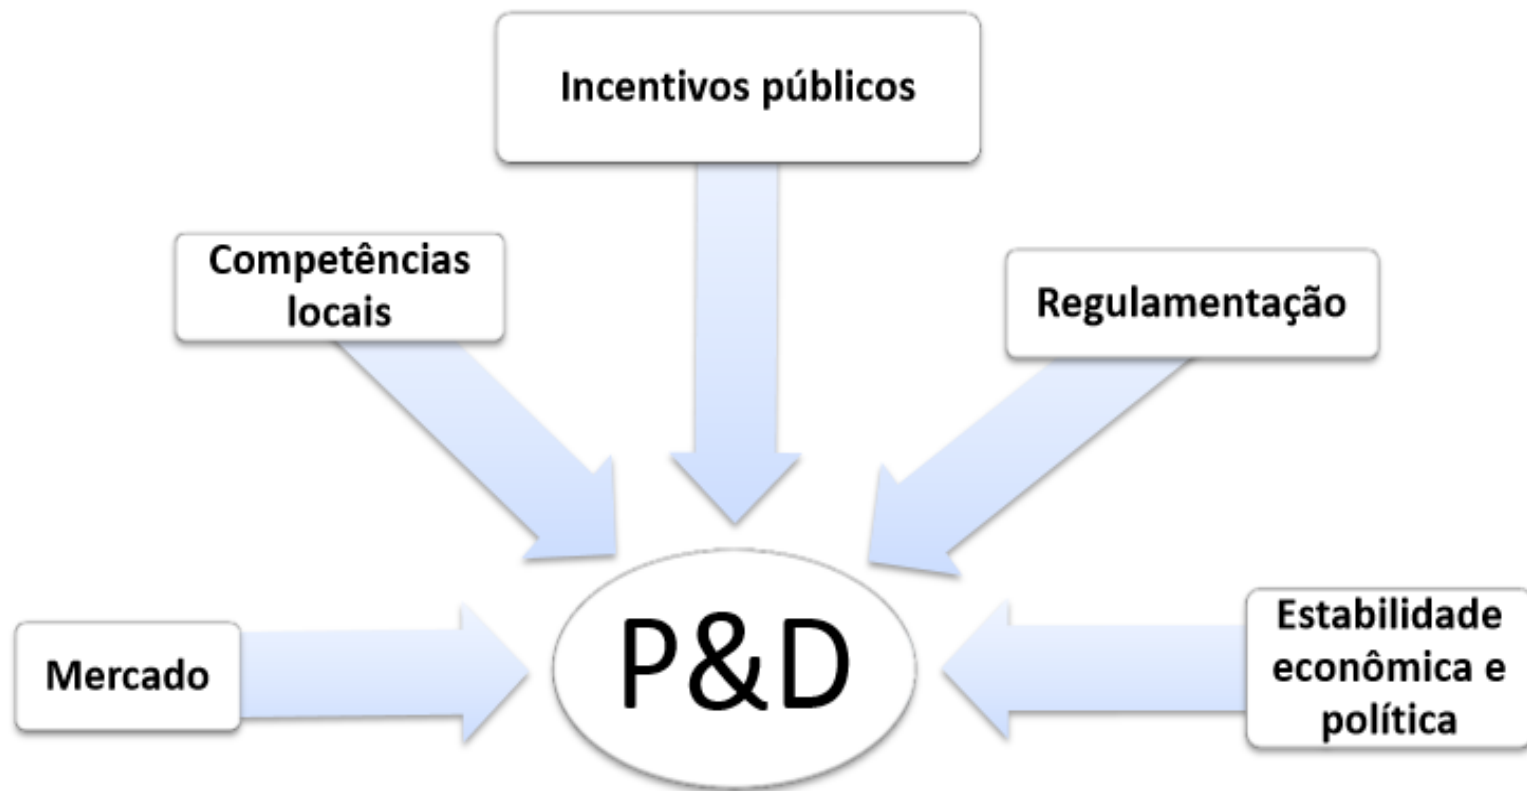 Incentivos públicos
Competências
locais
Regulamentação
Mercado
P&D
Estabilidade
econômica e
política